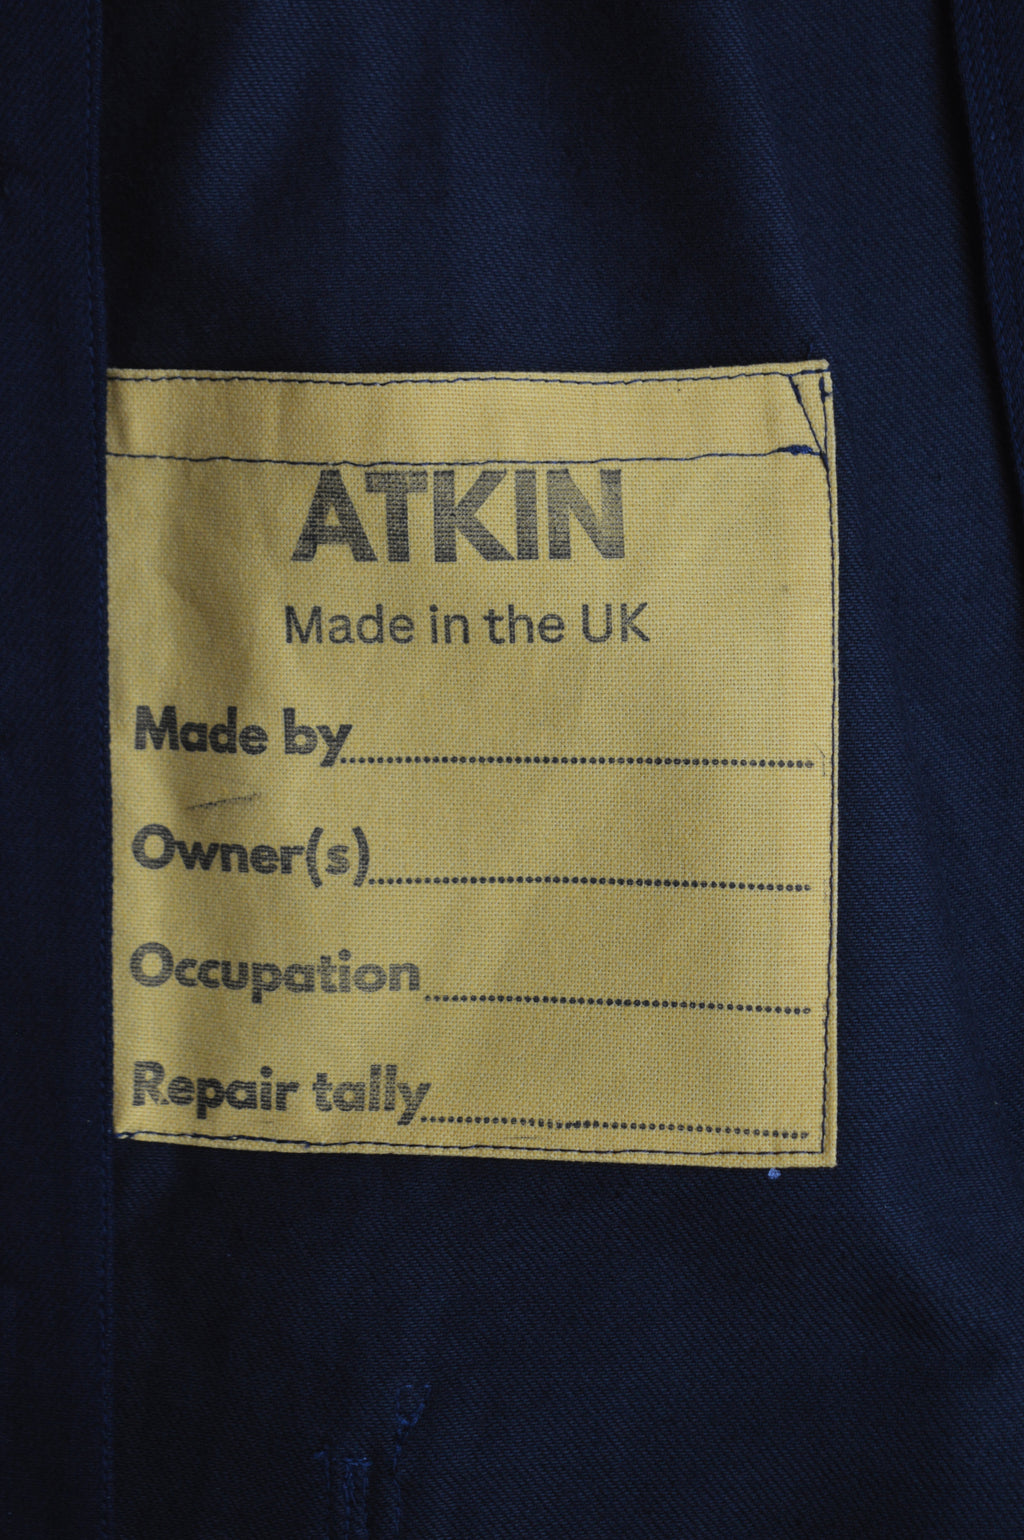 ATKIN
Made in the UK
Made by
Owner(s)
Occupation
Repair tally